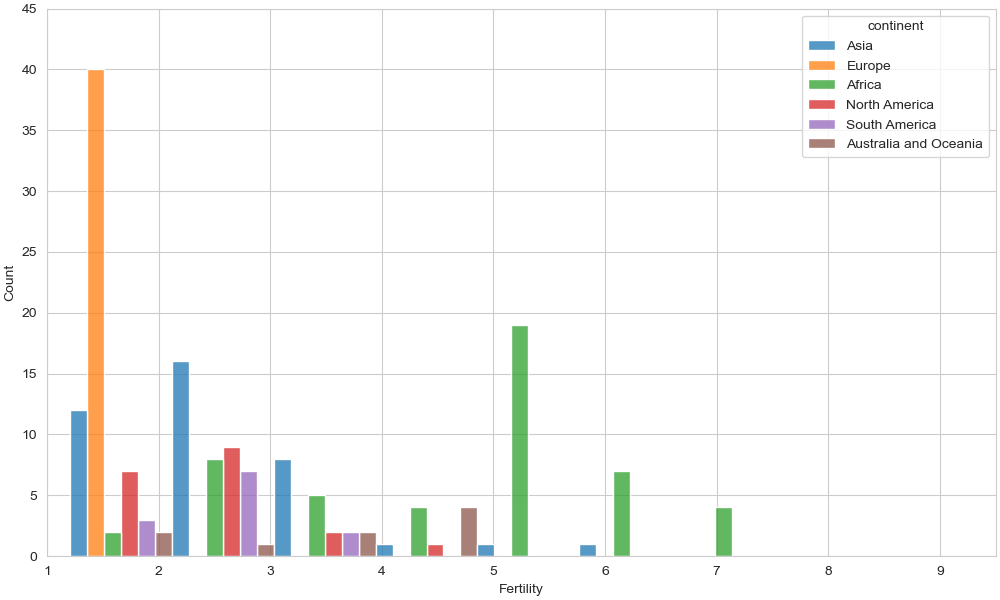 45
40
35
30
25
20
15
10
5
0
Count
continent
Asia
Europe
Africa
North America
South America
Australia and Oceania
1 2 3 4 5 6 7 8 9
Fertility